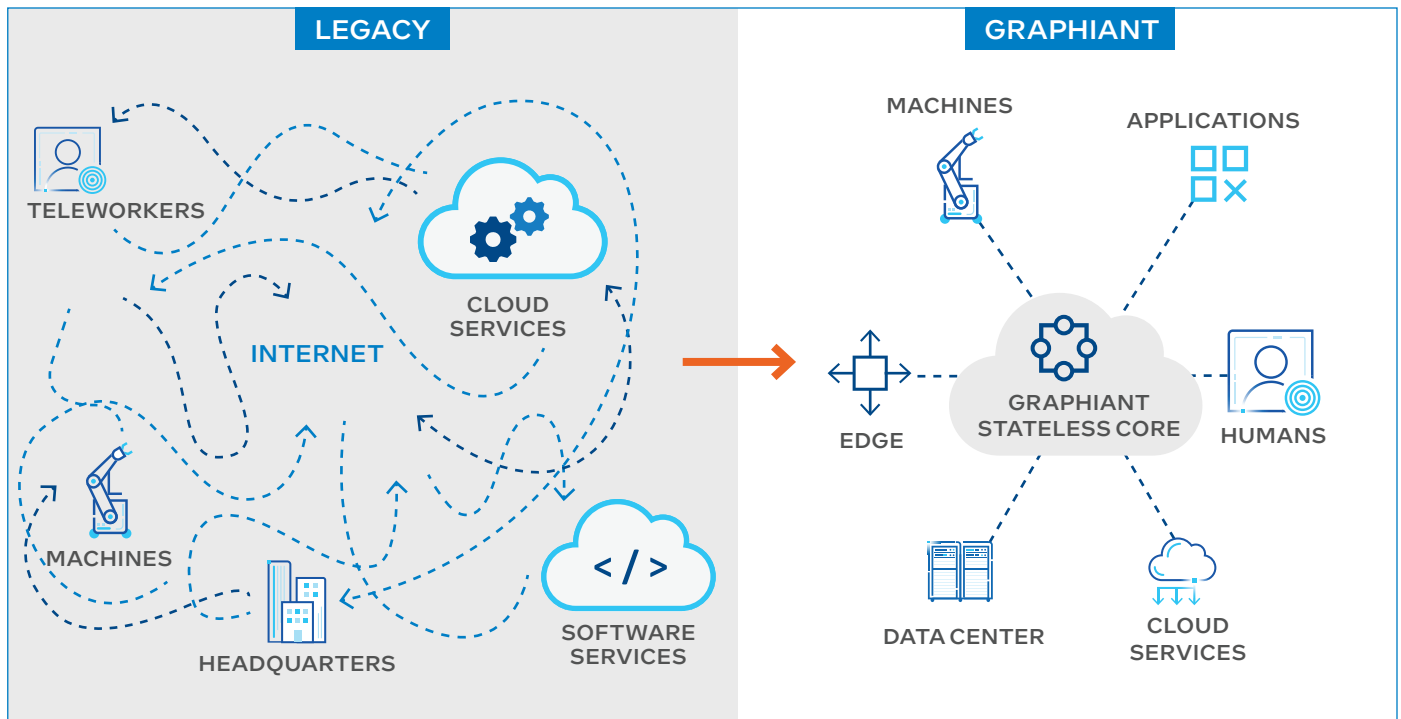 LEGACY
TELEWORKERS
CLOUD
SERVICES
INTERNET
MACHINES
HEADQUARTERS
</>
SOFTWARE
SERVICES
GRAPHIANT
MACHINES
APPLICATIONS
EDGE
GRAPHIANT
STATELESS CORE
HUMANS
DATA CENTER
CLOUD
SERVICES